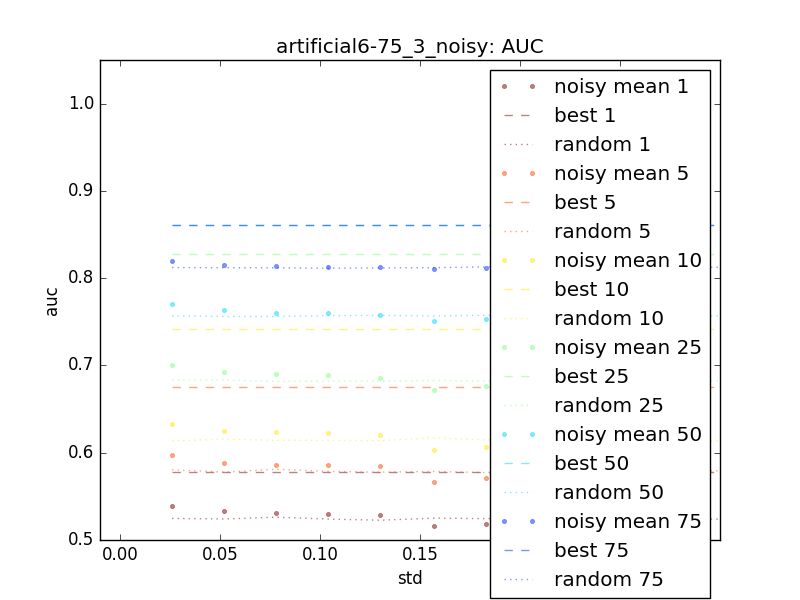 artificial6-75_3_noisy: AUC
1.0
0.9
0.8
0.7
0.6
0.5
auc
0.00
0.05
0.10
0.15
std
noisy mean 1
best 1
random 1
noisy mean 5
best 5
random 5
noisy mean 10
best 10
random 10
noisy mean 25
best 25
random 25
noisy mean 50
best 50
random 50
noisy mean 75
best 75
random 75